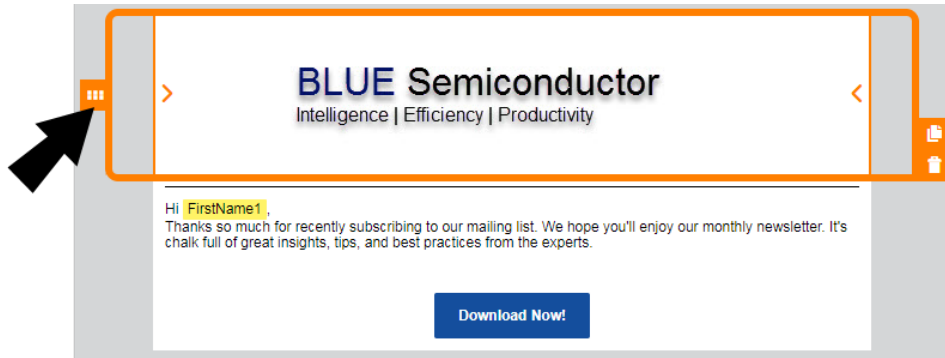 BLUE Semiconductor
Intelligence | Efficiency | Productivity
Hi FirstName1 ,
Thanks so much for recently subscribing to our mailing list. We hope you'll enjoy our monthly newsletter. It's
chalk full of great insights, tips, and best practices from the experts.
Download Now!